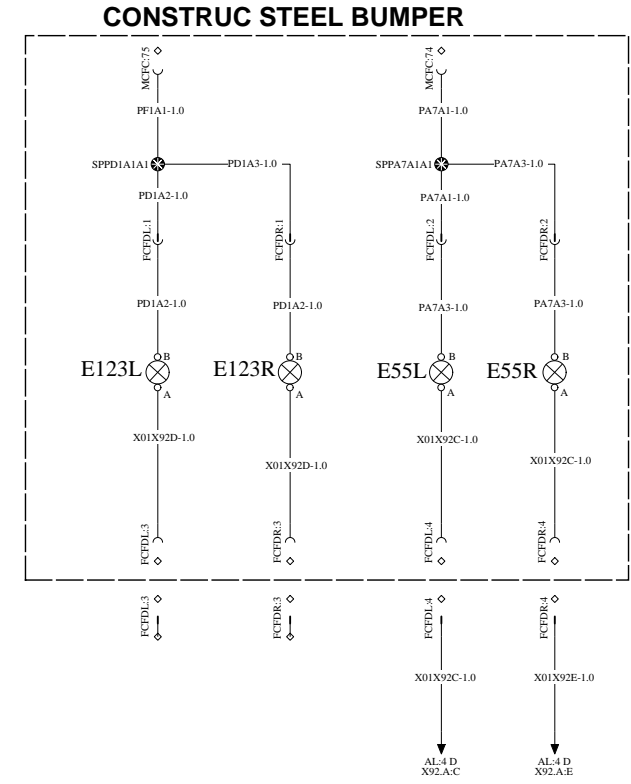 CONSTRUC STEEL BUMPER
MCFC:75
MCFC:74
PF1A1-1.0
PA7A1-1.0
SPPD1A1A1
PD1A3-1.0
SPPA7A1A1
PA7A3-1.0
PD1A2-1.0
PA7A1-1.0
FCFDL:1
FCFDR:1
FCFDL:2
FCFDR:2
PD1A2-1.0
PD1A2-1.0
PA7A3-1.0
PA7A3-1.0
B
B
B
B
E123L
E123R
E55L
E55R
A
A
A
A
X01X92D-1.0
X01X92D-1.0
X01X92C-1.0
X01X92C-1.0
FCFDL:3
FCFDR:3
FCFDL:4
FCFDR:4
FCFDL:3
FCFDR:3
FCFDL:4
FCFDR:4
X01X92C-1.0
X01X92E-1.0
AL:4 D
X92.A:C
AL:4 D
X92.A:E